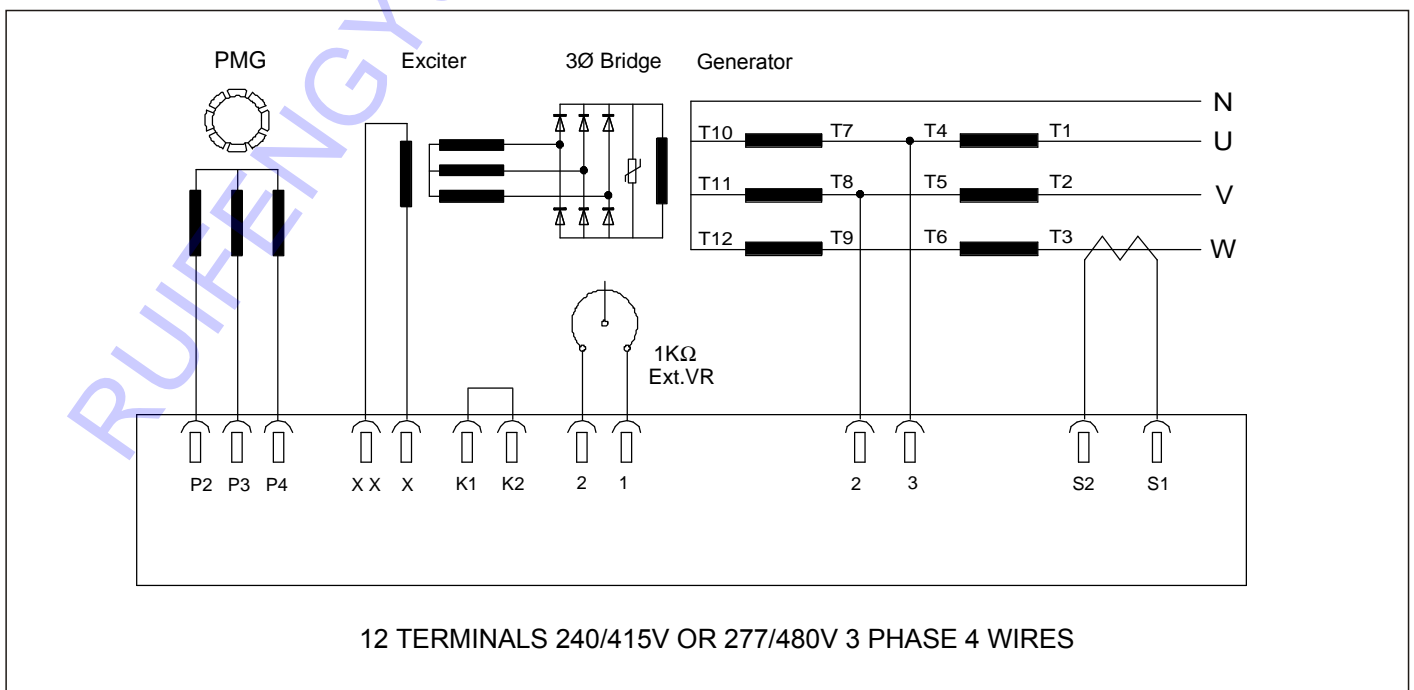 PMG
Exciter
3Ø Bridge
Generator
N
T10 T7 T4 T1 U
T11 T8 T5 T2 V
T12 T9 T6 T3 W
1KΩ
Ext.VR
P2 P3 P4 X X X K1 K2 2 1 2 3 S2 S1
12 TERMINALS 240/415V OR 277/480V 3 PHASE 4 WIRES